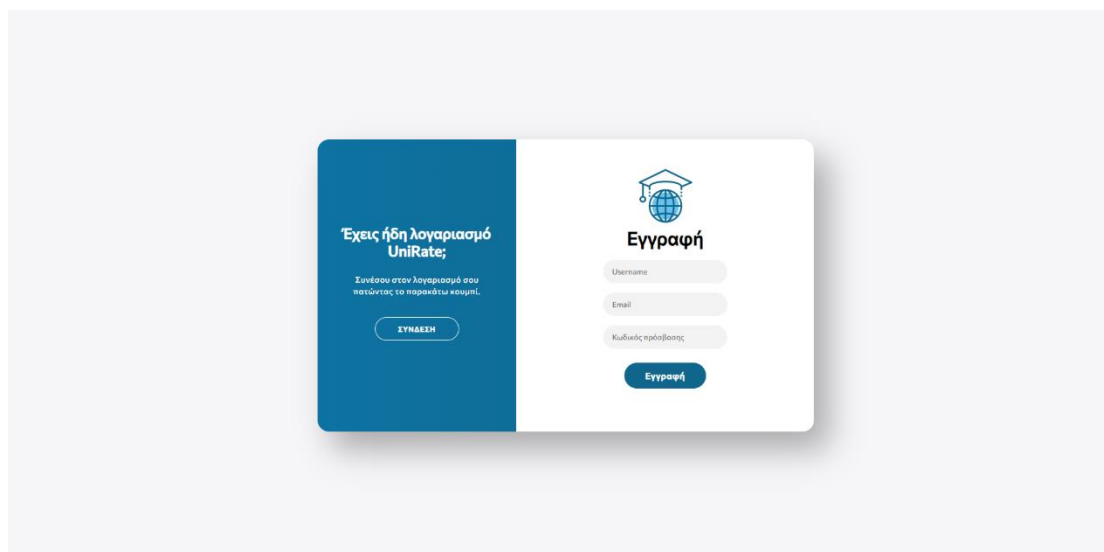 Έχεις ήδη λογαριασμό
UniRate;
Συνέσου στον λογαριασμό σου
πατώντας το παρακάτω κουμπί.
ΣΥΝΔΕΣΗ
Εγγραφή
Username
Email
Κωδικός πρόσβασης
Εγγραφή